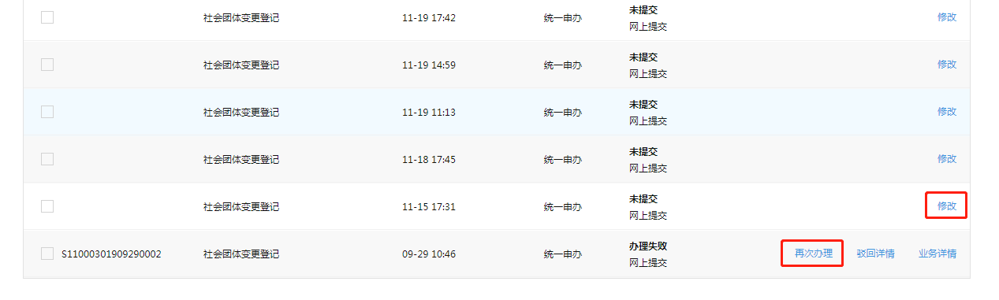 社会团体变更登记 11-19 17:42 统一申办 未提交 修改
网上提交
社会团体变更登记 11-19 14:59 统一申办 未提交 修改
网上提交
社会团体变更登记 11-19 11:13 统一申办 未提交 修改
网上提交
社会团体变更登记 11-18 17:45 统一申办 未提交 修改
网上提交
社会团体变更登记 11-15 17:31 统一申办 未提交 修改
网上提交
S11000301909290002 社会团体变更登记 09-29 10:46 统一申办 办理失败 再次办理 驳回详情 业务详情
网上提交